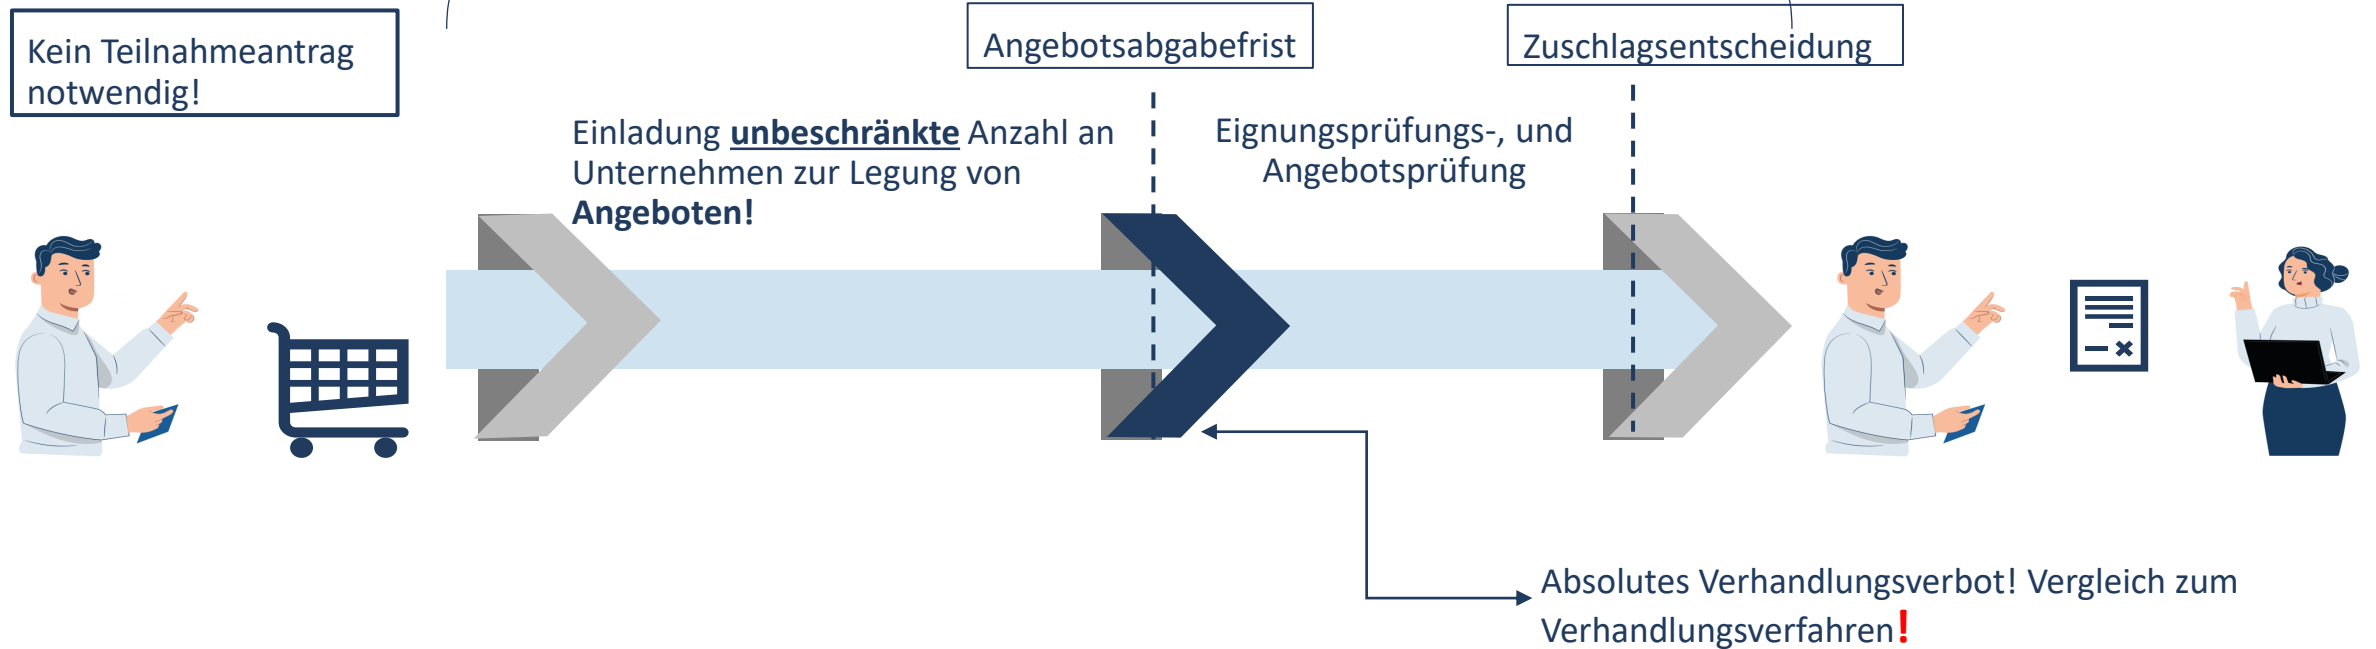 Kein Teilnahmeantrag
notwendig!
Angebotsabgabefrist
Zuschlagsentscheidung
Einladung unbeschränkte Anzahl an
Unternehmen zur Legung von
Angeboten!
Eignungsprüfungs-, und
Angebotsprüfung
Absolutes Verhandlungsverbot! Vergleich zum
Verhandlungsverfahren!